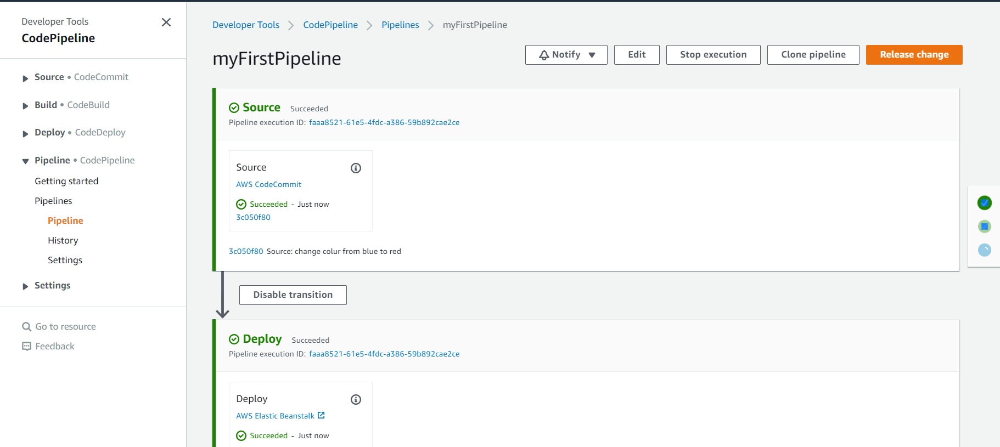 Developer Tools
CodePipeline
Source • CodeCommit
Build • CodeBuild
Deploy • CodeDeploy
Pipeline • CodePipeline
Getting started
Pipelines
Pipeline
History
Settings
Settings
Go to resource
Feedback
Developer Tools > CodePipeline > Pipelines > myFirstPipeline
myFirstPipeline
Notify ▼ Edit Stop execution Clone pipeline Release change
Source Succeeded
Pipeline execution ID: faaa8521-61e5-4fdc-a386-59b892cae2ce
Source
AWS CodeCommit
Succeeded - Just now
3c050f80
3c050f80 Source: change colur from blue to red
Disable transition
Deploy Succeeded
Pipeline execution ID: faaa8521-61e5-4fdc-a386-59b892cae2ce
Deploy
AWS Elastic Beanstalk
Succeeded - Just now